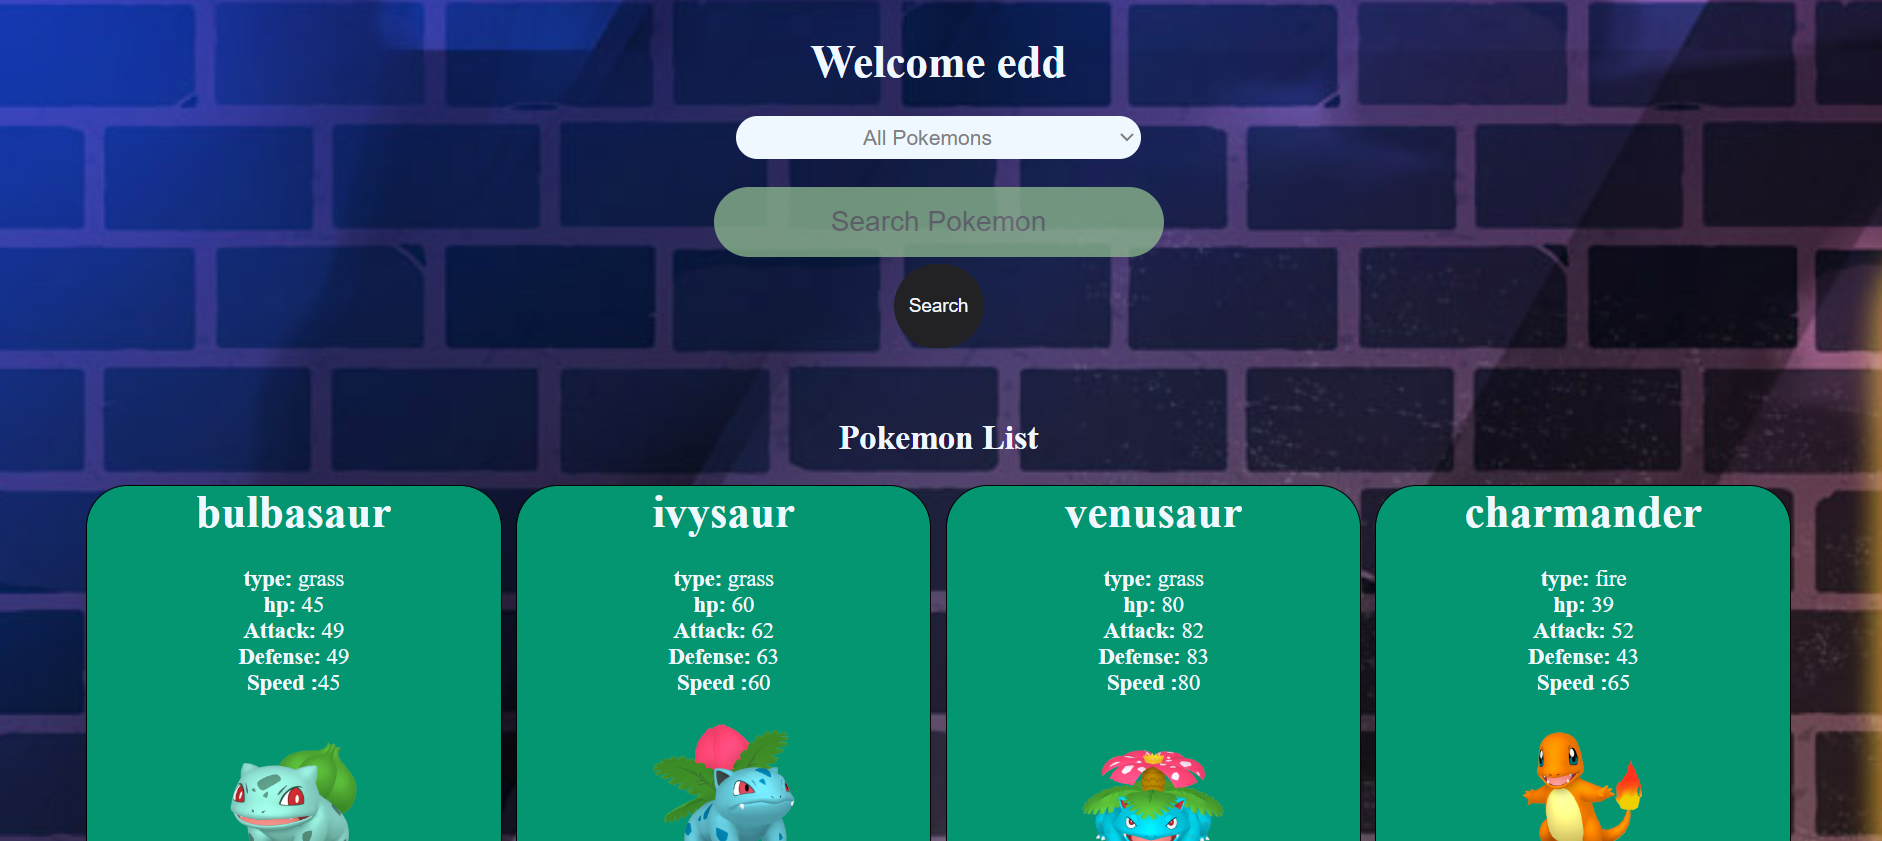 Welcome edd
All Pokemons
Search Pokemon
Search
Pokemon List
bulbasaur
type: grass
hp: 45
Attack: 49
Defense: 49
Speed :45
ivysaur
type: grass
hp: 60
Attack: 62
Defense: 63
Speed :60
venusaur
type: grass
hp: 80
Attack: 82
Defense: 83
Speed :80
charmander
type: fire
hp: 39
Attack: 52
Defense: 43
Speed :65